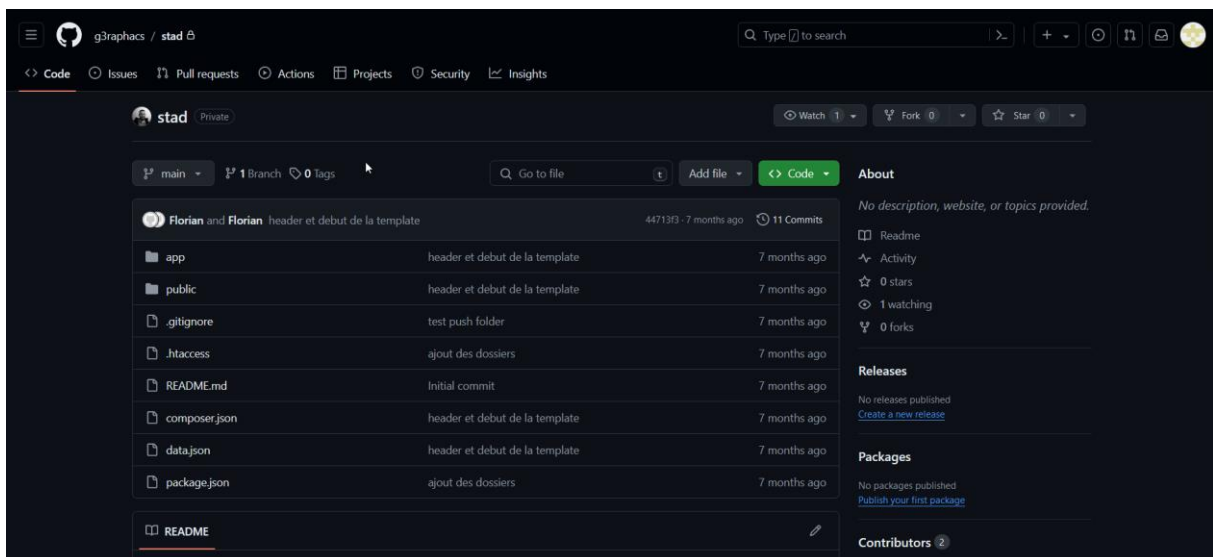 g3raphacs / stad
Type / to search
Code Issues Pull requests Actions Projects Security Insights
stad Private
Watch 1 Fork 0 Star 0
main 1 Branch 0 Tags Go to file t Add file Code
About
No description, website, or topics provided.
Florian and Florian header et debut de la template 44713f3 · 7 months ago 11 Commits
app header et debut de la template 7 months ago
public header et debut de la template 7 months ago
.gitignore test push folder 7 months ago
.htaccess ajout des dossiers 7 months ago
README.md Initial commit 7 months ago
composer.json header et debut de la template 7 months ago
data.json header et debut de la template 7 months ago
package.json ajout des dossiers 7 months ago
README
Readme
Activity
0 stars
1 watching
0 forks
Releases
No releases published
Create a new release
Packages
No packages published
Publish your first package
Contributors 2